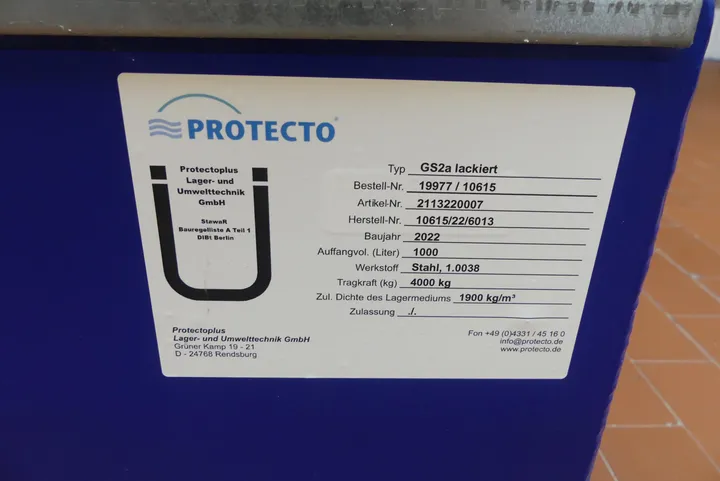 PROTECTO®
Protectoplus
Lager- und
Umwelttechnik
GmbH
StawaR
Bauregelliste A Teil 1
DIBt Berlin
Typ GS2a lackiert
Bestell-Nr. 19977 / 10615
Artikel-Nr. 2113220007
Herstell-Nr. 10615/22/6013
Baujahr 2022
Auffangvol. (Liter) 1000
Werkstoff Stahl, 1.0038
Tragkraft (kg) 4000 kg
Zul. Dichte des Lagermediums 1900 kg/m³
Zulassung ./.
Protectoplus
Lager- und Umwelttechnik GmbH
Grüner Kamp 19 - 21
D - 24768 Rendsburg
Fon +49 (0)4331 / 45 16 0
info@protecto.de
www.protecto.de